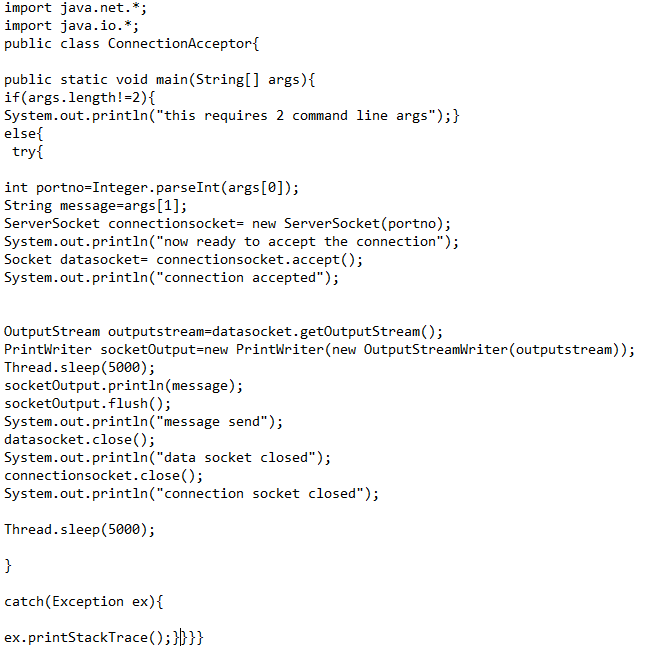 import java.net.*;
import java.io.*;
public class ConnectionAcceptor{
public static void main(String[] args){
if(args.length!=2){
System.out.println("this requires 2 command line args");}
else{
try{
int portno=Integer.parseInt(args[0]);
String message=args[1];
ServerSocket connectionsocket= new ServerSocket(portno);
System.out.println("now ready to accept the connection");
Socket datasocket= connectionsocket.accept();
System.out.println("connection accepted");
OutputStream outputstream=datasocket.getOutputStream();
PrintWriter socketOutput=new PrintWriter(new OutputStreamWriter(outputstream));
Thread.sleep(5000);
socketOutput.println(message);
socketOutput.flush();
System.out.println("message send");
datasocket.close();
System.out.println("data socket closed");
connectionsocket.close();
System.out.println("connection socket closed");
Thread.sleep(5000);
}
catch(Exception ex){
ex.printStackTrace();}}}}